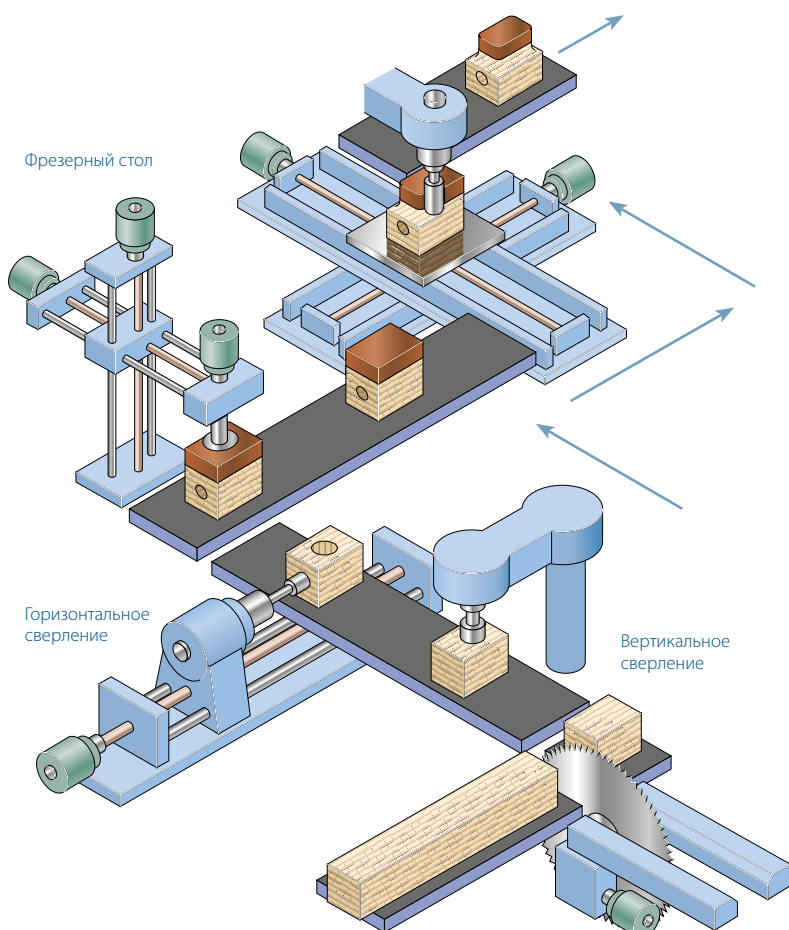 Фрезерный стол
Горизонтальное
сверление
Вертикальное
сверление